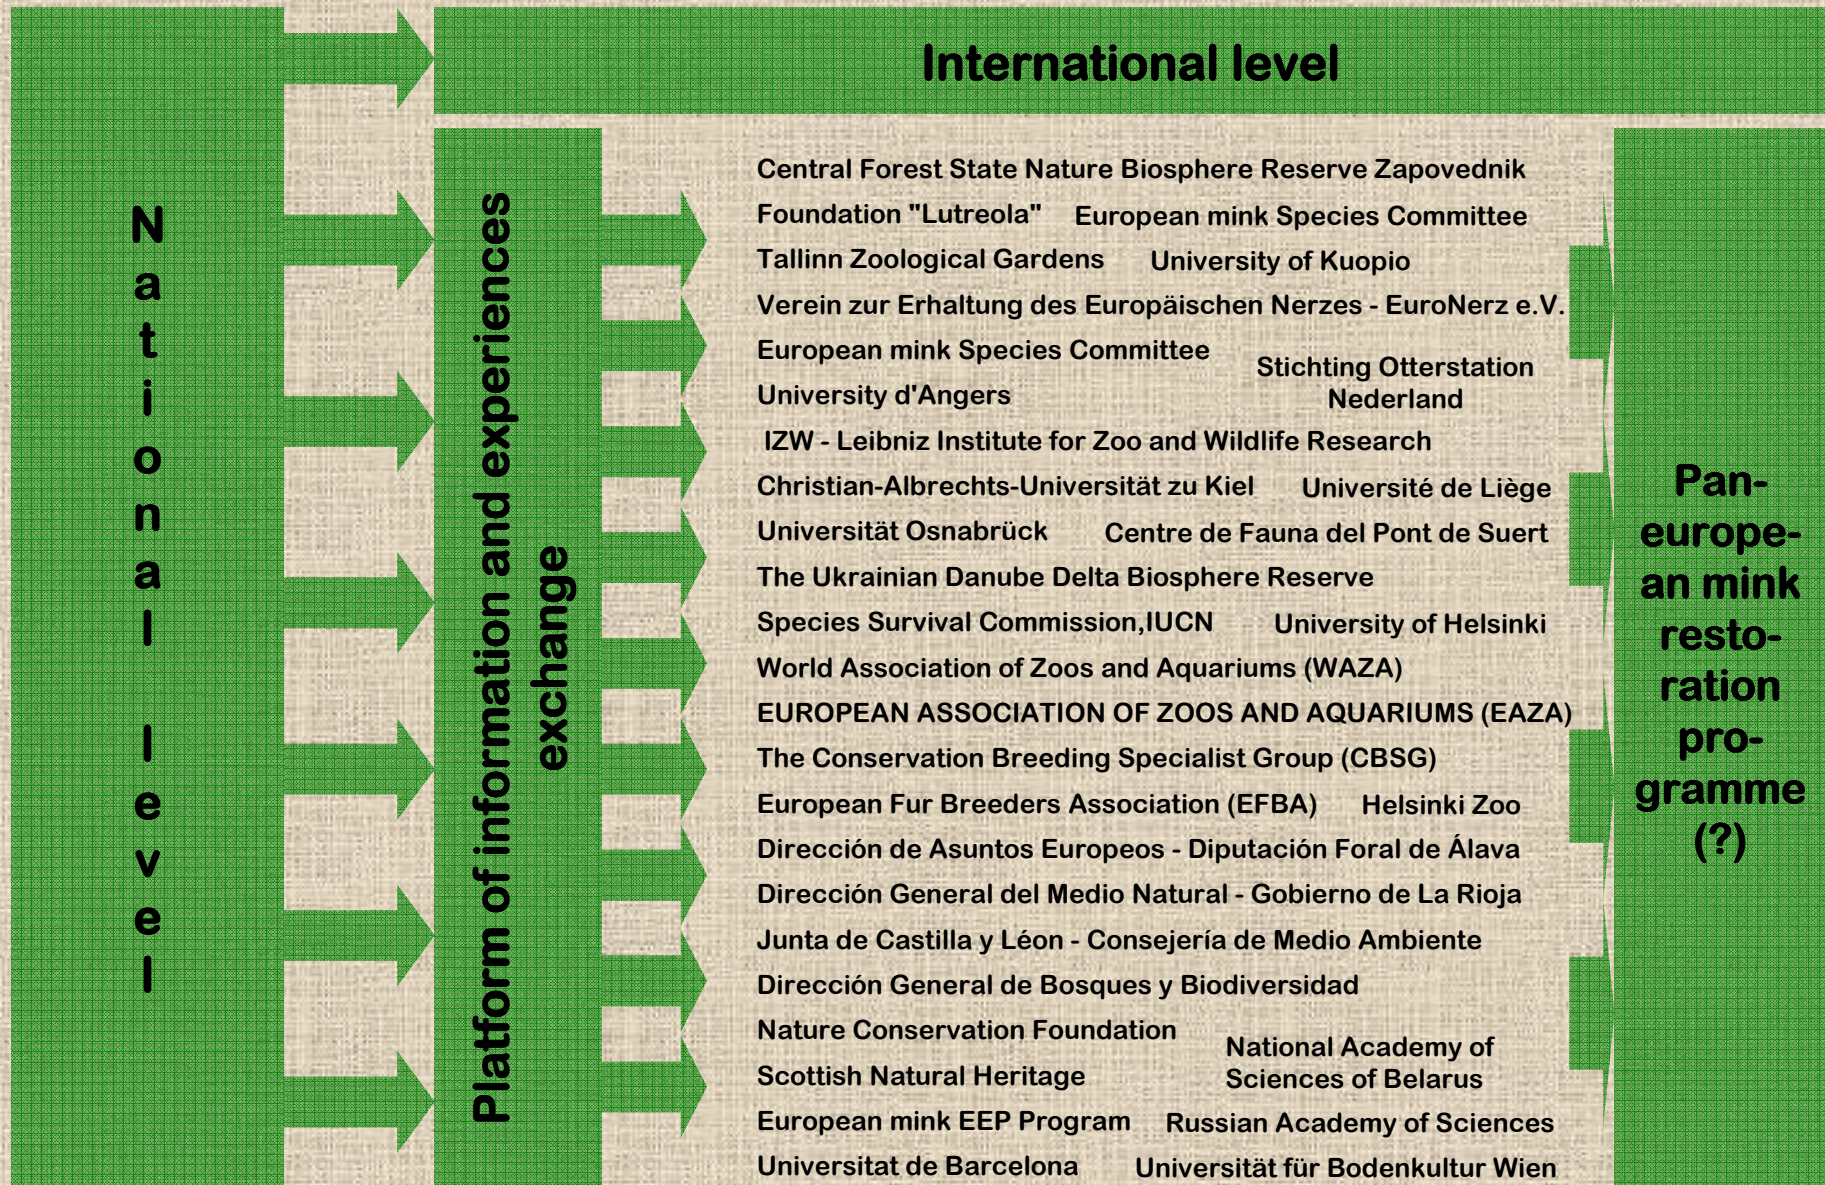 International level
National level
Platform of information and experiences
exchange
Central Forest State Nature Biosphere Reserve Zapovednik
Foundation "Lutreola" European mink Species Committee
Tallinn Zoological Gardens University of Kuopio
Verein zur Erhaltung des Europäischen Nerzes - EuroNerz e.V.
European mink Species Committee
Stichting Otterstation
Nederland
University d'Angers
IZW - Leibniz Institute for Zoo and Wildlife Research
Christian-Albrechts-Universität zu Kiel Université de Liège
Universität Osnabrück Centre de Fauna del Pont de Suert
The Ukrainian Danube Delta Biosphere Reserve
Species Survival Commission,IUCN University of Helsinki
World Association of Zoos and Aquariums (WAZA)
EUROPEAN ASSOCIATION OF ZOOS AND AQUARIUMS (EAZA)
The Conservation Breeding Specialist Group (CBSG)
European Fur Breeders Association (EFBA) Helsinki Zoo
Dirección de Asuntos Europeos - Diputación Foral de Álava
Dirección General del Medio Natural - Gobierno de La Rioja
Junta de Castilla y Léon - Consejería de Medio Ambiente
Dirección General de Bosques y Biodiversidad
Nature Conservation Foundation
National Academy of
Sciences of Belarus
Scottish Natural Heritage
European mink EEP Program Russian Academy of Sciences
Universitat de Barcelona Universität für Bodenkultur Wien
Pan-
europe-
an mink
resto-
ration
pro-
gramme
(?)